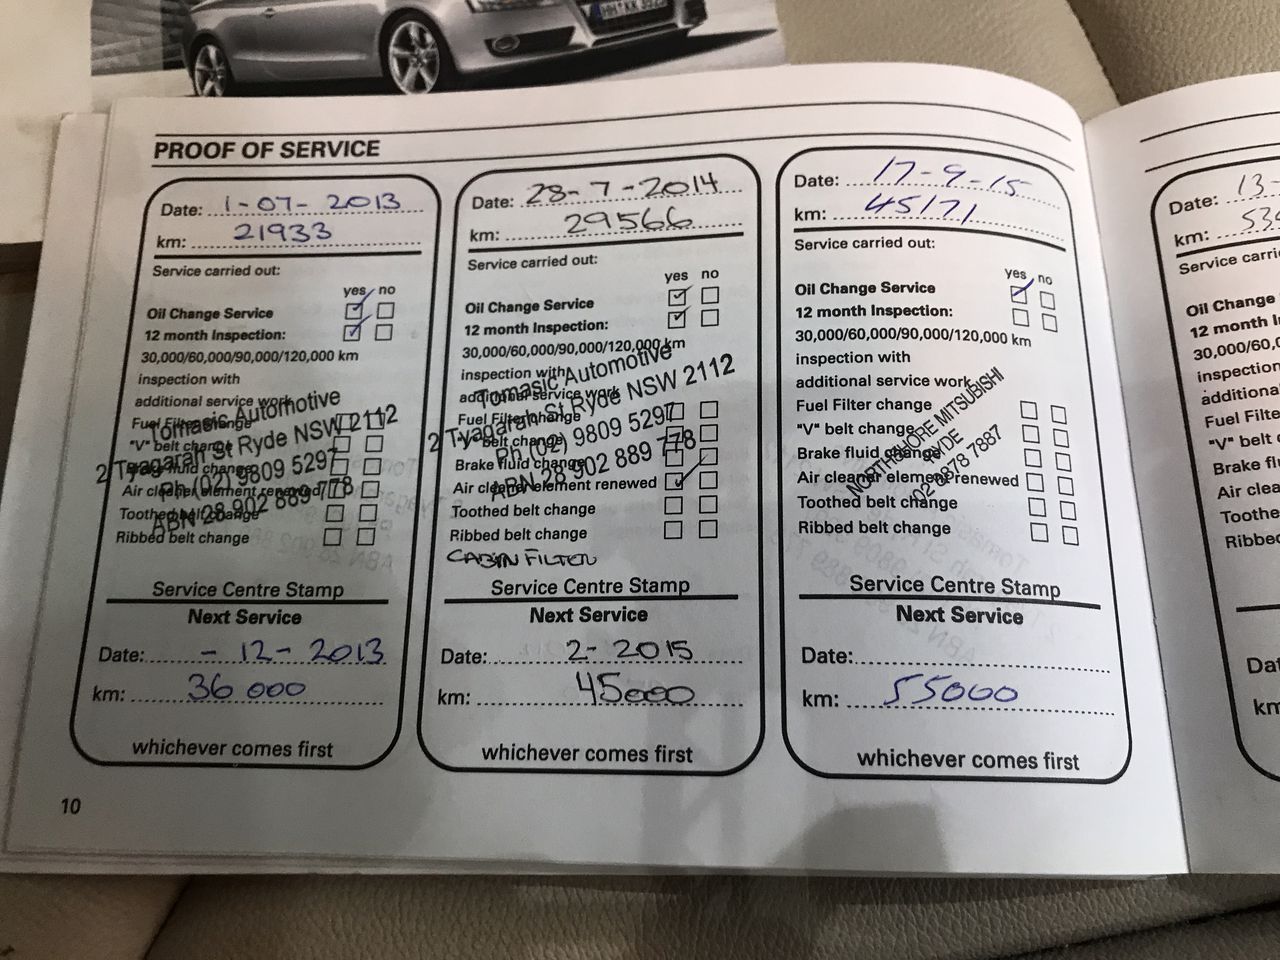 PROOF OF SERVICE
Date: 1-07-2013
km: 21933
Service carried out:
yes no
Oil Change Service
12 month Inspection:
30,000/60,000/90,000/120,000 km
inspection with
additional service work
Fuel Filter change
"V" belt change
Brake fluid change
Air cleaner element renewed
Toothed belt change
Ribbed belt change
Tomasic Automotive
2 Tyagarah St Ryde NSW 2112
Ph (02) 9809 5297
ABN 28 902 889 778
Service Centre Stamp
Next Service
Date: - 12- 2013
km: 36 000
whichever comes first
Date: 28-7-2014
km: 29566
Service carried out:
yes no
Oil Change Service
12 month Inspection:
30,000/60,000/90,000/120,000 km
inspection with
additional service work
Fuel Filter change
"V" belt change
Brake fluid change
Air cleaner element renewed
Toothed belt change
Ribbed belt change
CABIN FILTER
Tomasic Automotive
2 Tyagarah St Ryde NSW 2112
Ph (02) 9809 5297
ABN 28 902 889 778
Service Centre Stamp
Next Service
Date: 2-2015
km: 45000
whichever comes first
Date: 17-9-15
km: 45171
Service carried out:
yes no
Oil Change Service
12 month Inspection:
30,000/60,000/90,000/120,000 km
inspection with
additional service work
Fuel Filter change
"V" belt change
Brake fluid change
Air cleaner element renewed
Toothed belt change
Ribbed belt change
NORTHSHORE MITSUBISHI
RYDE
02 9878 7887
Service Centre Stamp
Next Service
Date:
km: 55000
whichever comes first
Date: 13-
km: 53
Service carri
Oil Change
12 month In
30,000/60,0
inspection
additional
Fuel Filte
"V" belt c
Brake flu
Air clea
Toothe
Ribbed
Dat
km
10